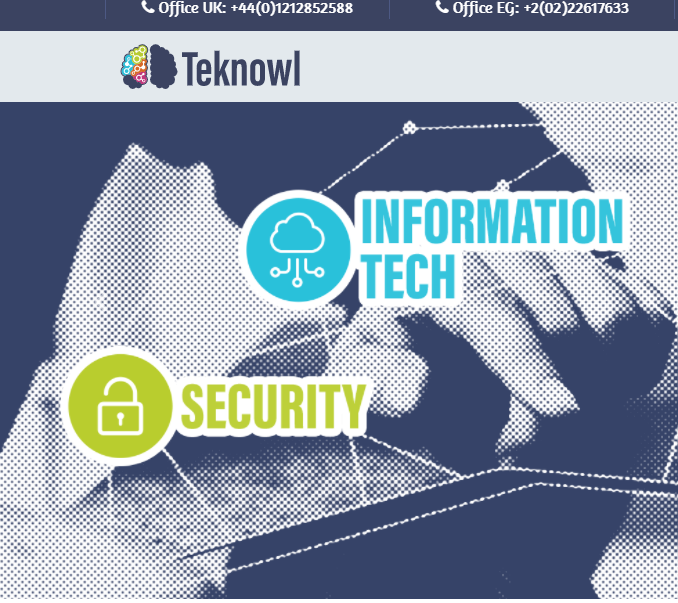 Office UK: +44(0)1212852588
Office EG: +2(02)22617633
Teknowl
INFORMATION
TECH
SECURITY